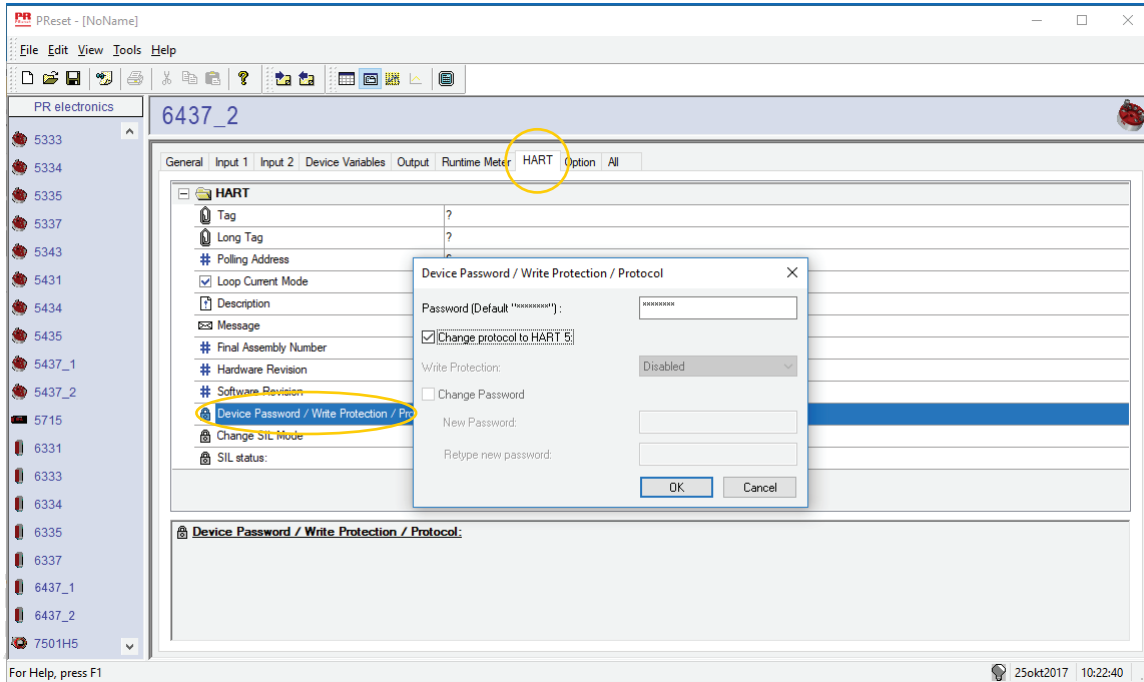 PR PReset - [NoName]
File Edit View Tools Help
PR electronics
5333
5334
5335
5337
5343
5431
5434
5435
5437_1
5437_2
5715
6331
6333
6334
6335
6337
6437_1
6437_2
7501H5
6437_2
General Input 1 Input 2 Device Variables Output Runtime Meter HART Option All
HART
Tag ?
Long Tag ?
Polling Address
Loop Current Mode
Description
Message
Final Assembly Number
Hardware Revision
Software Revision
Device Password / Write Protection /
Change SIL Mode
SIL status:
Device Password / Write Protection / Protocol
Password (Default "××××××××") : ××××××××
Change protocol to HART 5:
Write Protection: Disabled
Change Password
New Password:
Retype new password:
OK Cancel
Device Password / Write Protection / Protocol:
For Help, press F1 25okt2017 10:22:40